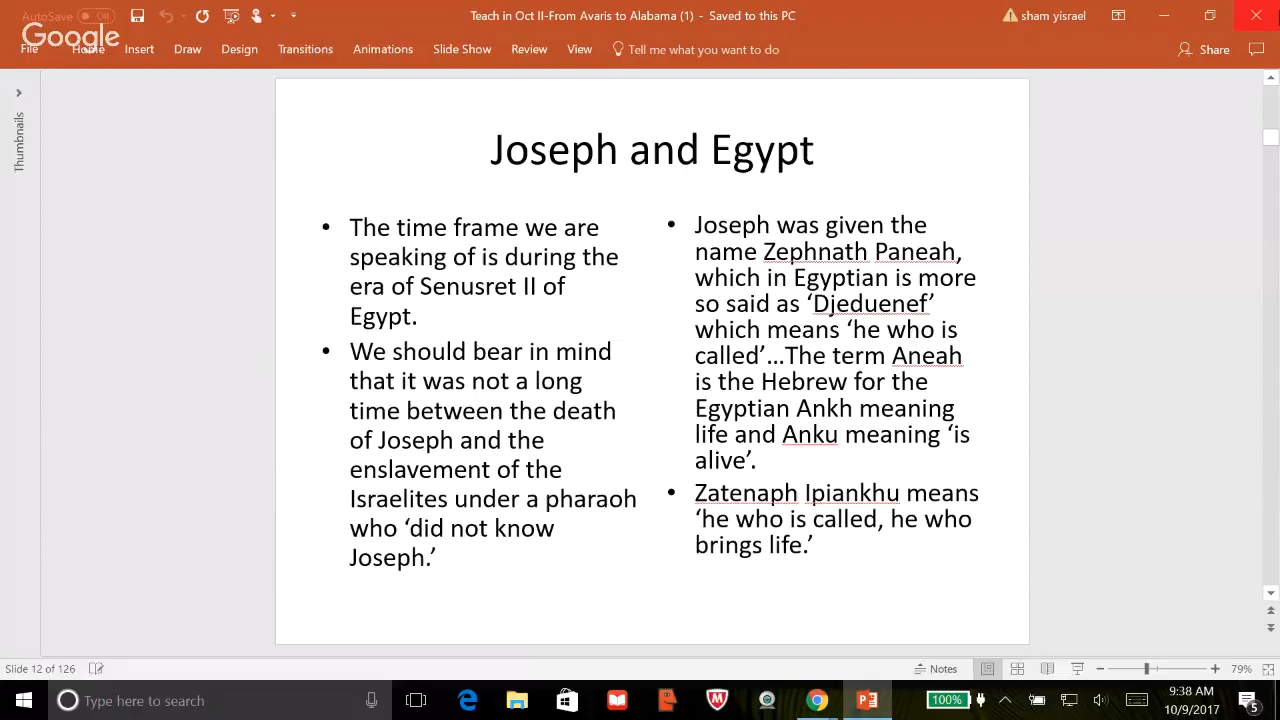 AutoSave Off
Teach in Oct II-From Avaris to Alabama (1) - Saved to this PC
sham yisrael
Google
File Home Insert Draw Design Transitions Animations Slide Show Review View Tell me what you want to do
Share
Thumbnails
Joseph and Egypt
• The time frame we are
speaking of is during the
era of Senusret II of
Egypt.
• We should bear in mind
that it was not a long
time between the death
of Joseph and the
enslavement of the
Israelites under a pharaoh
who ‘did not know
Joseph.’
• Joseph was given the
name Zephnath Paneah,
which in Egyptian is more
so said as ‘Djeduenef’
which means ‘he who is
called’…The term Aneah
is the Hebrew for the
Egyptian Ankh meaning
life and Anku meaning ‘is
alive’.
• Zatenaph Ipiankhu means
‘he who is called, he who
brings life.’
Slide 12 of 126
Notes
79%
Type here to search
100%
9:38 AM
10/9/2017
5